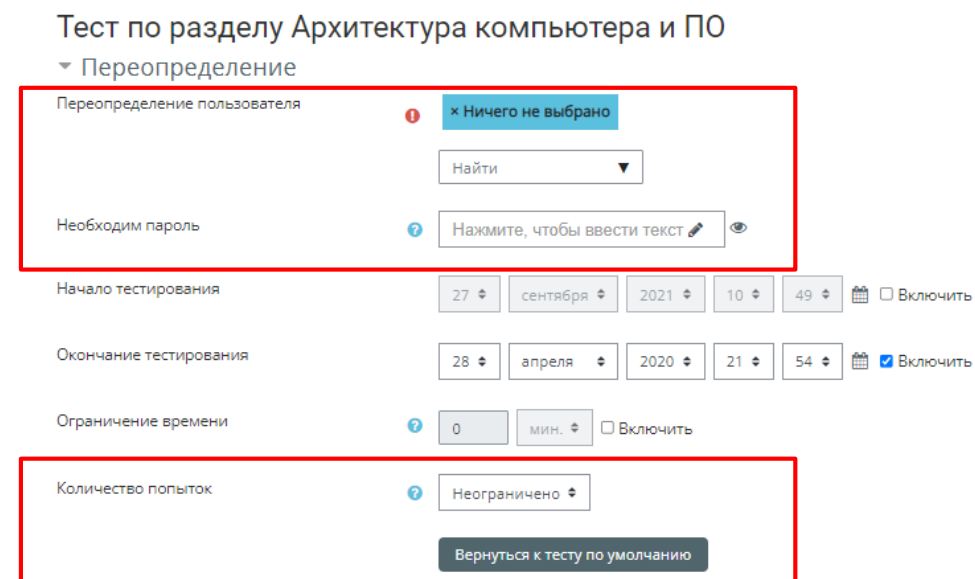 Тест по разделу Архитектура компьютера и ПО
Переопределение
Переопределение пользователя
× Ничего не выбрано
Найти
Необходим пароль
Нажмите, чтобы ввести текст
Начало тестирования 27 сентября 2021 10 49 Включить
Окончание тестирования 28 апреля 2020 21 54 Включить
Ограничение времени 0 мин. Включить
Количество попыток Неограничено
Вернуться к тесту по умолчанию